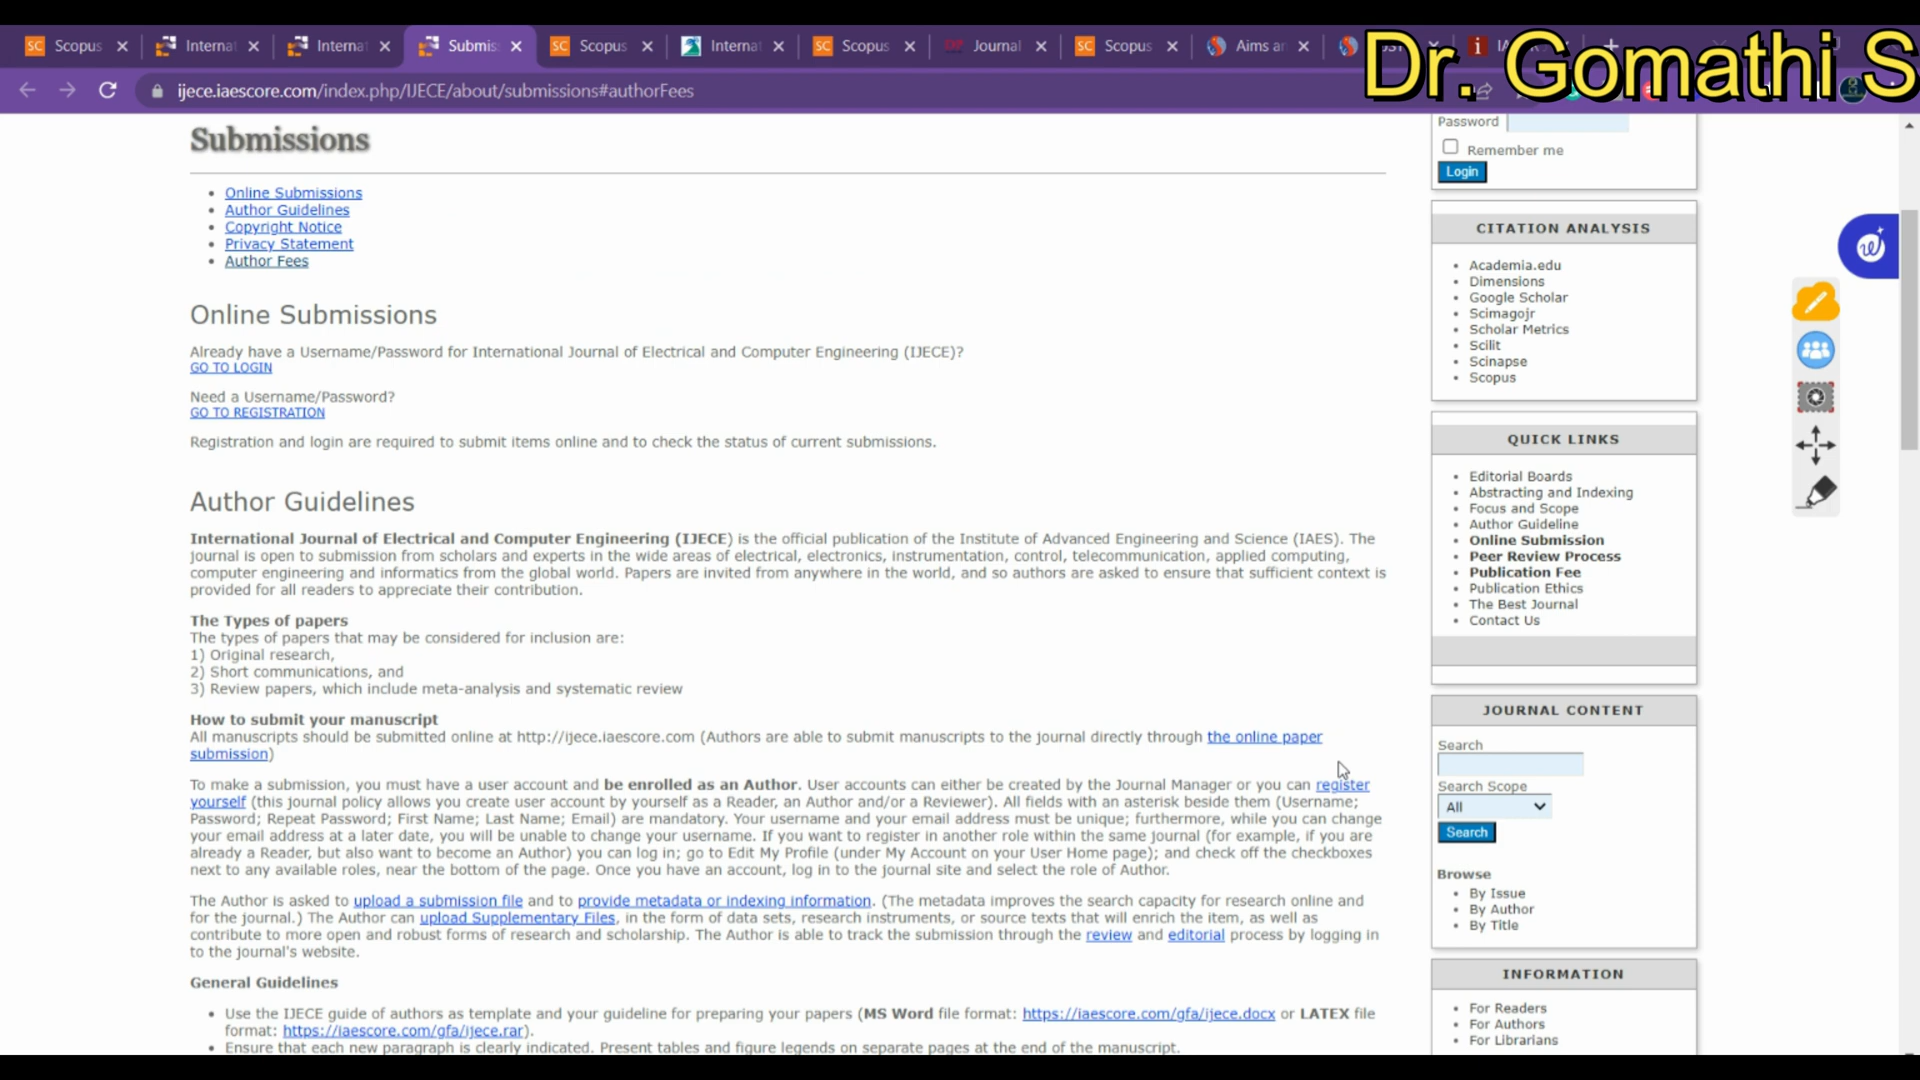 Scopus
Internat
Internat
Submis
Scopus
Internat
Scopus
Journal
Scopus
Aims an
Dr. Gomathi S
ijece.iaescore.com/index.php/IJECE/about/submissions#authorFees
Submissions
Online Submissions
Author Guidelines
Copyright Notice
Privacy Statement
Author Fees
Online Submissions
Already have a Username/Password for International Journal of Electrical and Computer Engineering (IJECE)?
GO TO LOGIN
Need a Username/Password?
GO TO REGISTRATION
Registration and login are required to submit items online and to check the status of current submissions.
Author Guidelines
International Journal of Electrical and Computer Engineering (IJECE) is the official publication of the Institute of Advanced Engineering and Science (IAES). The
journal is open to submission from scholars and experts in the wide areas of electrical, electronics, instrumentation, control, telecommunication, applied computing,
computer engineering and informatics from the global world. Papers are invited from anywhere in the world, and so authors are asked to ensure that sufficient context is
provided for all readers to appreciate their contribution.
The Types of papers
The types of papers that may be considered for inclusion are:
1) Original research,
2) Short communications, and
3) Review papers, which include meta-analysis and systematic review
How to submit your manuscript
All manuscripts should be submitted online at http://ijece.iaescore.com (Authors are able to submit manuscripts to the journal directly through the online paper
submission)
To make a submission, you must have a user account and be enrolled as an Author. User accounts can either be created by the Journal Manager or you can register
yourself (this journal policy allows you create user account by yourself as a Reader, an Author and/or a Reviewer). All fields with an asterisk beside them (Username;
Password; Repeat Password; First Name; Last Name; Email) are mandatory. Your username and your email address must be unique; furthermore, while you can change
your email address at a later date, you will be unable to change your username. If you want to register in another role within the same journal (for example, if you are
already a Reader, but also want to become an Author) you can log in; go to Edit My Profile (under My Account on your User Home page); and check off the checkboxes
next to any available roles, near the bottom of the page. Once you have an account, log in to the journal site and select the role of Author.
The Author is asked to upload a submission file and to provide metadata or indexing information. (The metadata improves the search capacity for research online and
for the journal.) The Author can upload Supplementary Files, in the form of data sets, research instruments, or source texts that will enrich the item, as well as
contribute to more open and robust forms of research and scholarship. The Author is able to track the submission through the review and editorial process by logging in
to the journal's website.
General Guidelines
Use the IJECE guide of authors as template and your guideline for preparing your papers (MS Word file format: https://iaescore.com/gfa/ijece.docx or LATEX file
format: https://iaescore.com/gfa/ijece.rar).
Ensure that each new paragraph is clearly indicated. Present tables and figure legends on separate pages at the end of the manuscript.
Password
Remember me
Login
CITATION ANALYSIS
Academia.edu
Dimensions
Google Scholar
Scimagojr
Scholar Metrics
Scilit
Scinapse
Scopus
QUICK LINKS
Editorial Boards
Abstracting and Indexing
Focus and Scope
Author Guideline
Online Submission
Peer Review Process
Publication Fee
Publication Ethics
The Best Journal
Contact Us
JOURNAL CONTENT
Search
Search Scope
All
Search
Browse
By Issue
By Author
By Title
INFORMATION
For Readers
For Authors
For Librarians